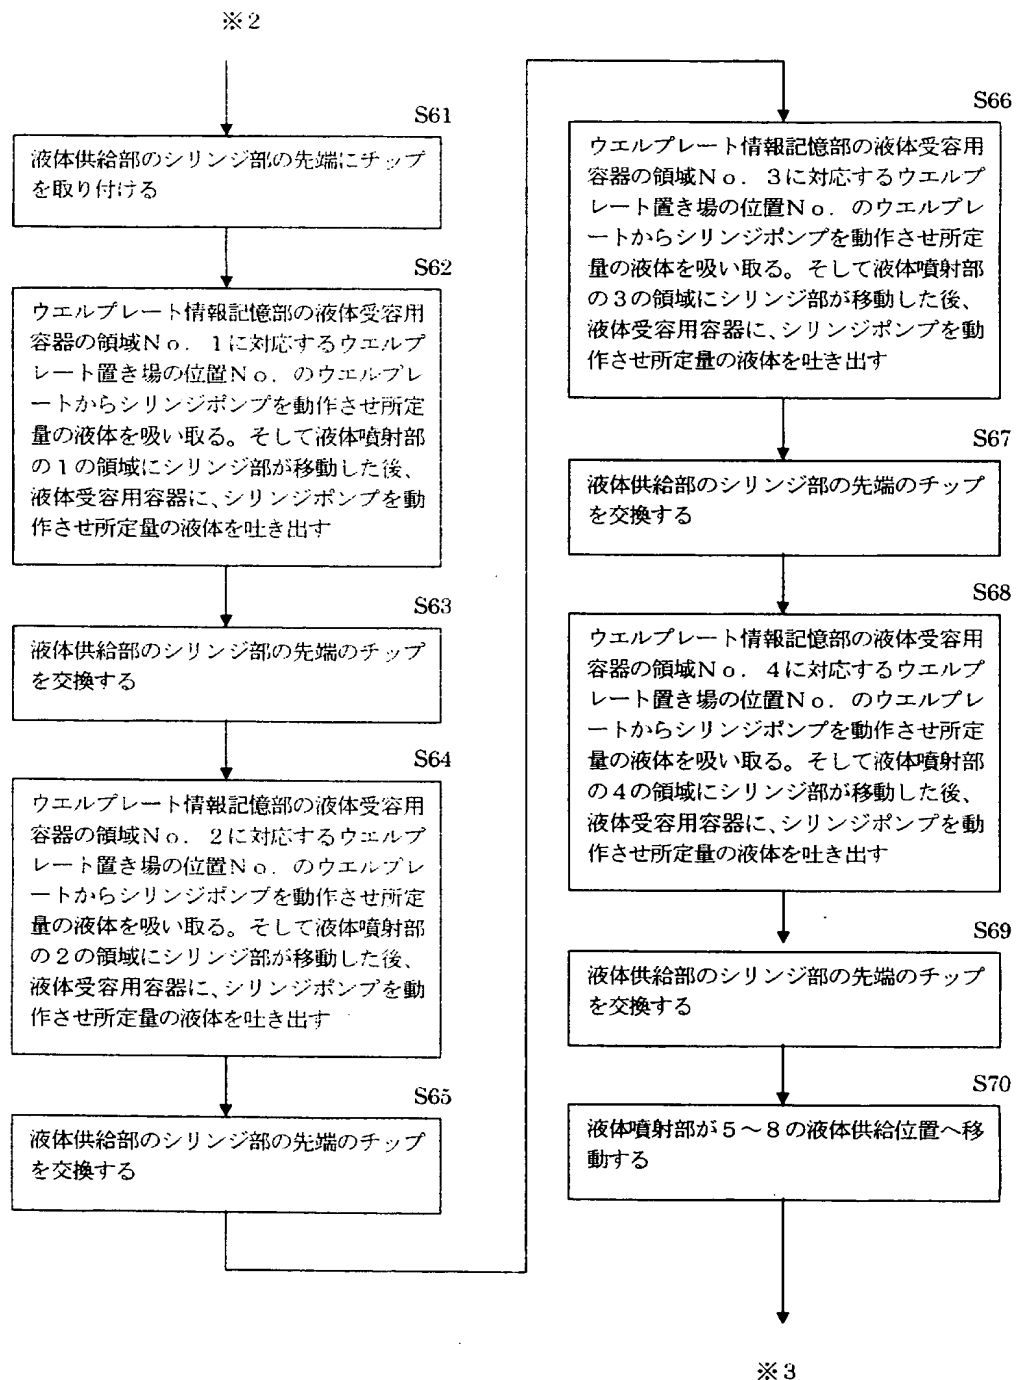 ※2
S61
液体供給部のシリンジ部の先端にチップ
を取り付ける
S62
ウエルプレート情報記憶部の液体受容用
容器の領域No．1に対応するウエルプ
レート置き場の位置No．のウエルプレ
ートからシリンジポンプを動作させ所定
量の液体を吸い取る。そして液体噴射部
の1の領域にシリンジ部が移動した後、
液体受容用容器に、シリンジポンプを動
作させ所定量の液体を吐き出す
S63
液体供給部のシリンジ部の先端のチップ
を交換する
S64
ウエルプレート情報記憶部の液体受容用
容器の領域No．2に対応するウエルプ
レート置き場の位置No．のウエルプレ
ートからシリンジポンプを動作させ所定
量の液体を吸い取る。そして液体噴射部
の2の領域にシリンジ部が移動した後、
液体受容用容器に、シリンジポンプを動
作させ所定量の液体を吐き出す
S65
液体供給部のシリンジ部の先端のチップ
を交換する
S66
ウエルプレート情報記憶部の液体受容用
容器の領域No．3に対応するウエルプ
レート置き場の位置No．のウエルプレ
ートからシリンジポンプを動作させ所定
量の液体を吸い取る。そして液体噴射部
の3の領域にシリンジ部が移動した後、
液体受容用容器に、シリンジポンプを動
作させ所定量の液体を吐き出す
S67
液体供給部のシリンジ部の先端のチップ
を交換する
S68
ウエルプレート情報記憶部の液体受容用
容器の領域No．4に対応するウエルプ
レート置き場の位置No．のウエルプレ
ートからシリンジポンプを動作させ所定
量の液体を吸い取る。そして液体噴射部
の4の領域にシリンジ部が移動した後、
液体受容用容器に、シリンジポンプを動
作させ所定量の液体を吐き出す
S69
液体供給部のシリンジ部の先端のチップ
を交換する
S70
液体噴射部が5～8の液体供給位置へ移
動する
※3